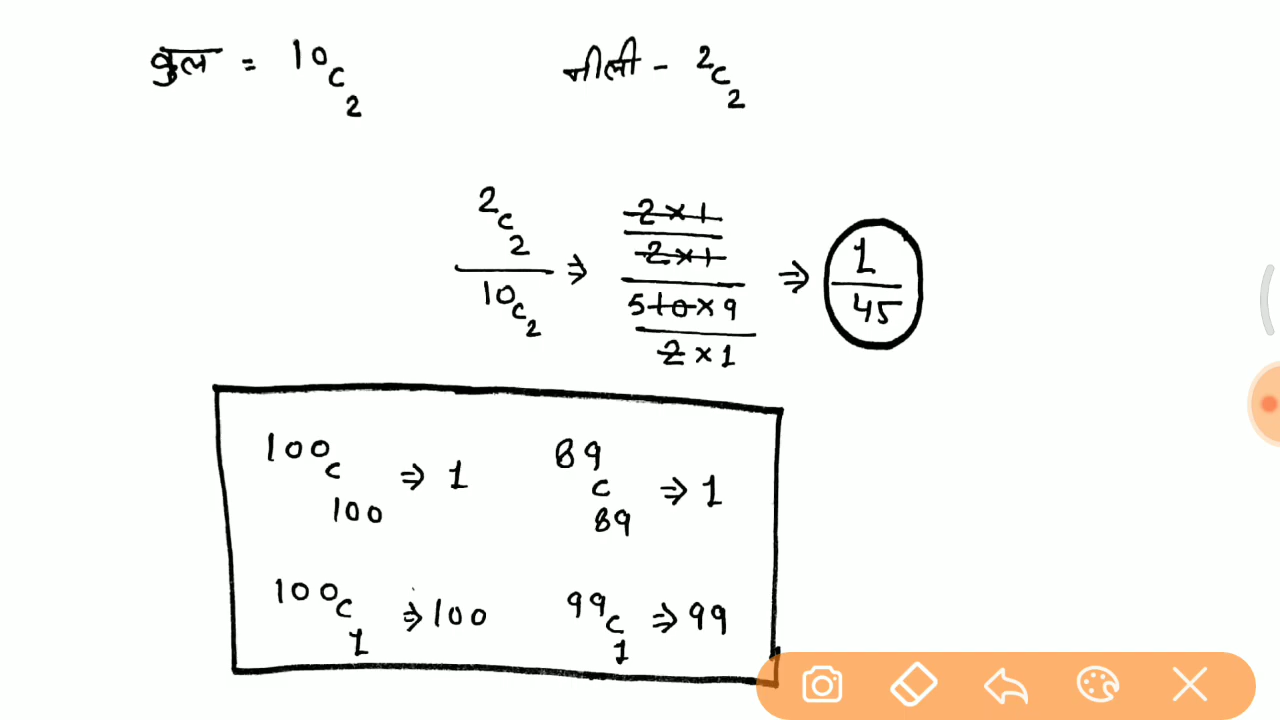 कुल = 10C2 नीली - 2C2
2C2 / 10C2 ⇒ 2×1 / 2×1 / 510×9 / 2×1 ⇒ 1 / 45
100C100 ⇒ 1 89C89 ⇒ 1
100C1 ⇒ 100 99C1 ⇒ 99